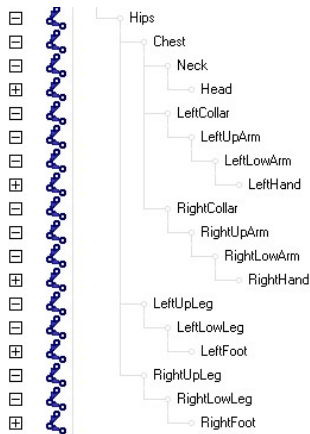 Hips
Chest
Neck
Head
LeftCollar
LeftUpArm
LeftLowArm
LeftHand
RightCollar
RightUpArm
RightLowArm
RightHand
LeftUpLeg
LeftLowLeg
LeftFoot
RightUpLeg
RightLowLeg
RightFoot